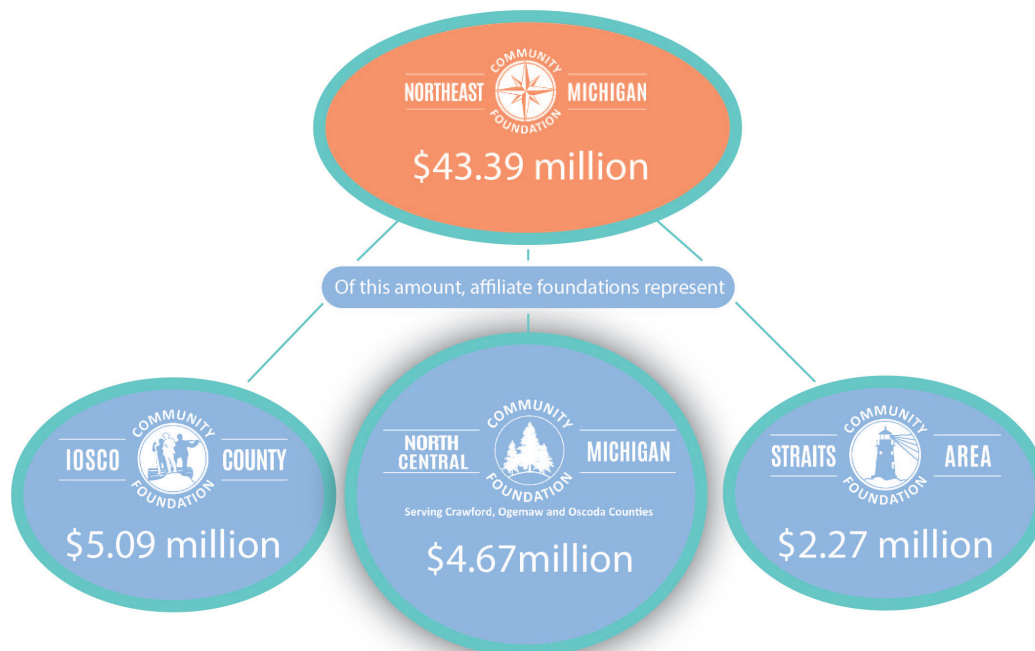 COMMUNITY
NORTHEAST MICHIGAN
FOUNDATION
$43.39 million
Of this amount, affiliate foundations represent
COMMUNITY
IOSCO COUNTY
FOUNDATION
$5.09 million
COMMUNITY
NORTH CENTRAL MICHIGAN
FOUNDATION
Serving Crawford, Ogemaw and Oscoda Counties
$4.67million
COMMUNITY
STRAITS AREA
FOUNDATION
$2.27 million